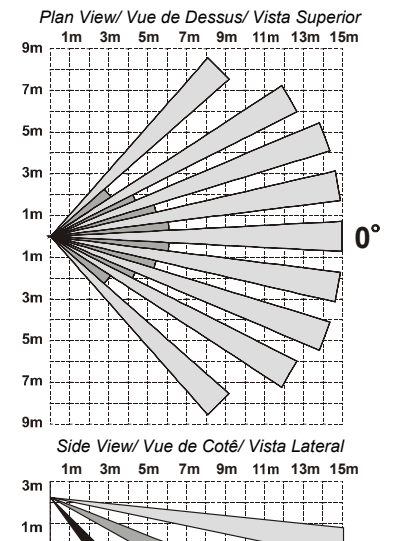 Plan View/ Vue de Dessus/ Vista Superior
1m 3m 5m 7m 9m 11m 13m 15m
9m
7m
5m
3m
1m
0°
1m
3m
5m
7m
9m
Side View/ Vue de Cotê/ Vista Lateral
1m 3m 5m 7m 9m 11m 13m 15m
3m
1m